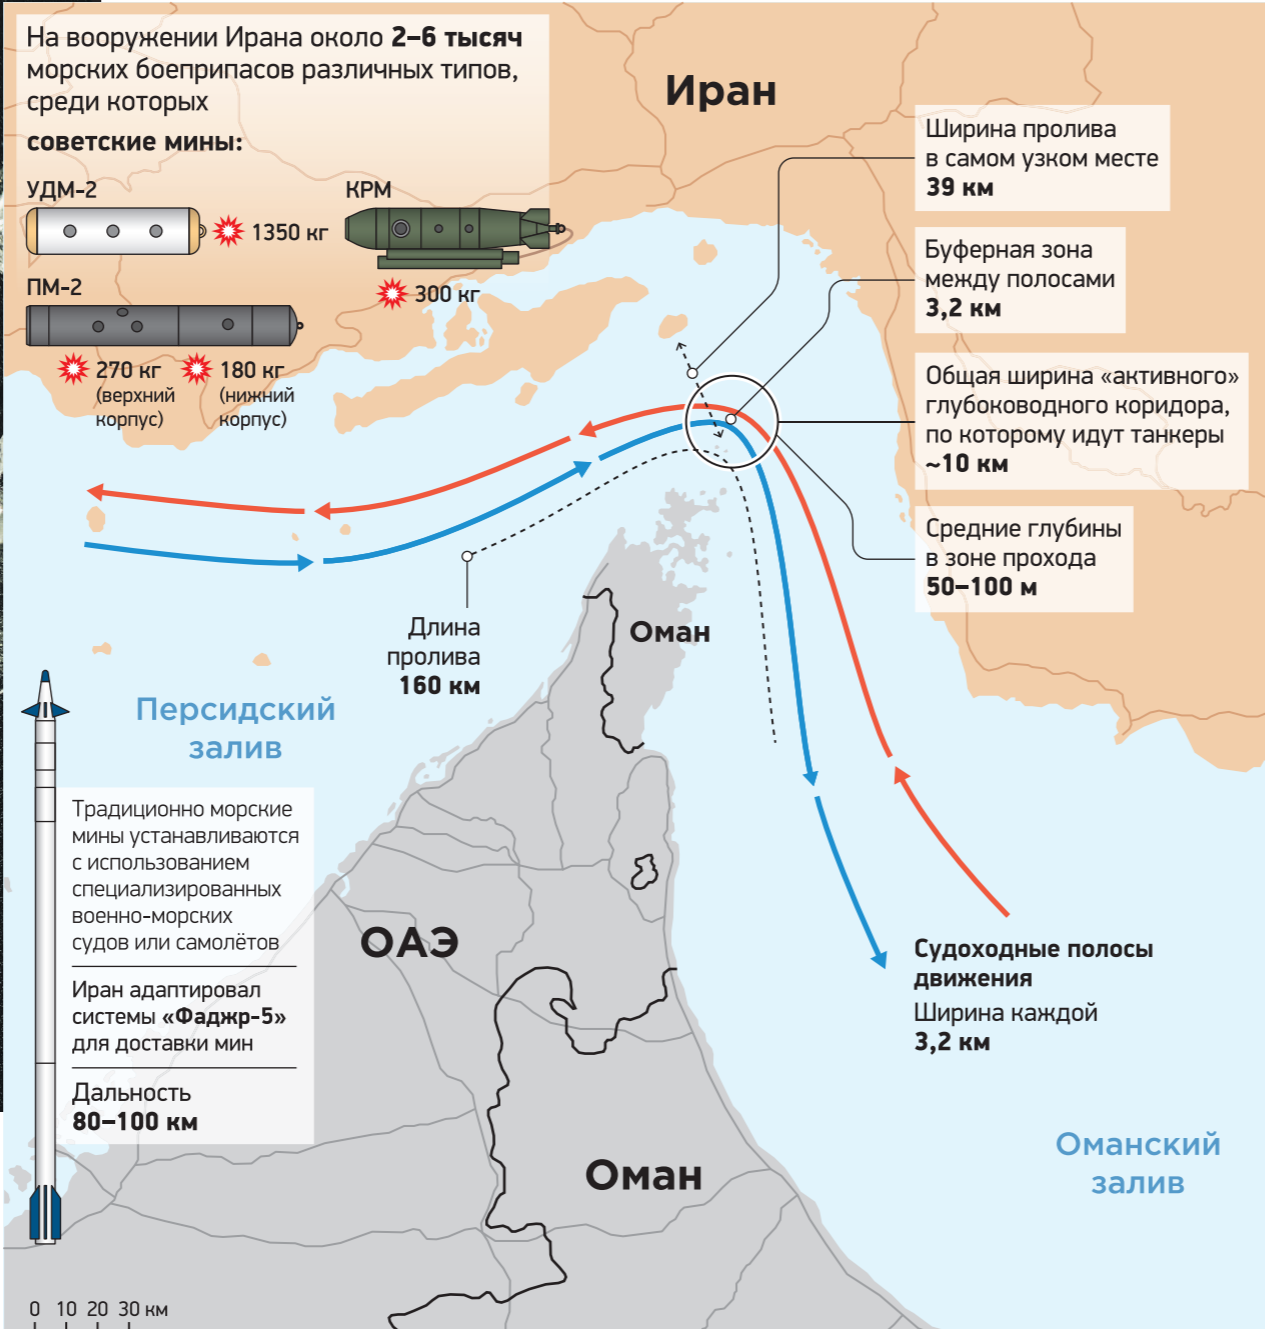 На вооружении Ирана около 2–6 тысяч
морских боеприпасов различных типов,
среди которых
советские мины:
УДМ-2
1350 кг
КРМ
300 кг
ПМ-2
270 кг
(верхний
корпус)
180 кг
(нижний
корпус)
Иран
Ширина пролива
в самом узком месте
39 км
Буферная зона
между полосами
3,2 км
Общая ширина «активного»
глубоководного коридора,
по которому идут танкеры
~10 км
Средние глубины
в зоне прохода
50–100 м
Длина
пролива
160 км
Оман
Персидский
залив
Традиционно морские
мины устанавливаются
с использованием
специализированных
военно-морских
судов или самолётов
Иран адаптировал
системы «Фаджр-5»
для доставки мин
Дальность
80–100 км
ОАЭ
Судоходные полосы
движения
Ширина каждой
3,2 км
Оман
Оманский
залив
0 10 20 30 км